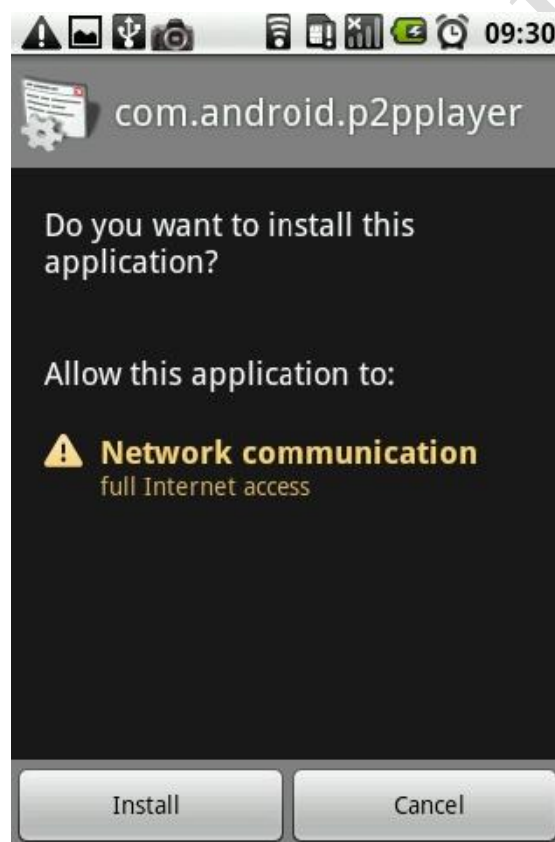 09:30
com.android.p2pplayer
Do you want to install this
application?
Allow this application to:
Network communication
full Internet access
Install
Cancel